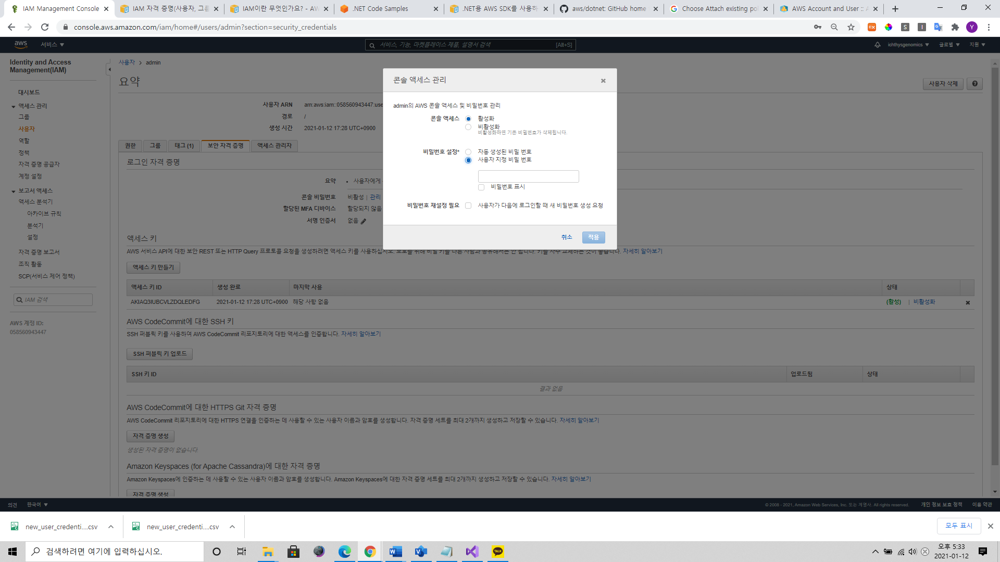 IAM Management Console
IAM 자격 증명(사용자, 그룹
IAM이란 무엇인가요? - AW
.NET Code Samples
.NET용 AWS SDK를 사용하
aws/dotnet: GitHub home
Choose Attach existing pol
AWS Account and User :: A
console.aws.amazon.com/iam/home#/users/admin?section=security_credentials
aws
서비스
서비스, 기능, 마켓플레이스 제품, 설명서 검색
[Alt+S]
ichthysgenomics
글로벌
지원
Identity and Access
Management(IAM)
대시보드
액세스 관리
그룹
사용자
역할
정책
자격 증명 공급자
계정 설정
보고서 액세스
액세스 분석기
아카이브 규칙
분석기
설정
자격 증명 보고서
조직 활동
SCP(서비스 제어 정책)
IAM 검색
AWS 계정 ID:
058560943447
사용자 > admin
요약
사용자 삭제
사용자 ARN arn:aws:iam::058560943447:use
경로 /
생성 시간 2021-01-12 17:28 UTC+0900
권한
그룹
태그 (1)
보안 자격 증명
액세스 관리자
로그인 자격 증명
요약 • 사용자에게
콘솔 비밀번호 비활성 | 관리
할당된 MFA 디바이스 할당되지 않음
서명 인증서 없음
콘솔 액세스 관리
admin의 AWS 콘솔 액세스 및 비밀번호 관리
콘솔 액세스 활성화
비활성화
비활성화하면 기존 비밀번호가 삭제됩니다.
비밀번호 설정* 자동 생성된 비밀 번호
사용자 지정 비밀 번호
비밀번호 표시
비밀번호 재설정 필요 사용자가 다음에 로그인할 때 새 비밀번호 생성 요청
취소
적용
액세스 키
AWS 서비스 API에 대한 보안 REST 또는 HTTP Query 프로토콜 요청을 생성하려면 액세스 키를 사용하십시오. 보호를 위해 비밀 키를 다른 사람과 공유해서는 안 됩니다. 키를 자주 교체하는 것이 좋습니다. 자세히 알아보기
액세스 키 만들기
액세스 키 ID 생성 완료 마지막 사용 상태
AKIAQ3IUBCVLZDQLEDFG 2021-01-12 17:28 UTC+0900 해당 사항 없음 (활성) | 비활성화
AWS CodeCommit에 대한 SSH 키
SSH 퍼블릭 키를 사용하여 AWS CodeCommit 리포지토리에 대한 액세스를 인증합니다. 자세히 알아보기
SSH 퍼블릭 키 업로드
SSH 키 ID 업로드됨 상태
결과 없음
AWS CodeCommit에 대한 HTTPS Git 자격 증명
AWS CodeCommit 리포지토리에 대한 HTTPS 연결을 인증하는 데 사용할 수 있는 사용자 이름과 암호를 생성합니다. 자격 증명 세트를 최대 2개까지 생성하고 저장할 수 있습니다. 자세히 알아보기
자격 증명 생성
생성된 자격 증명이 없습니다.
Amazon Keyspaces (for Apache Cassandra)에 대한 자격 증명
Amazon Keyspaces에 인증하는 데 사용할 수 있는 사용자 이름과 암호를 생성합니다. Amazon Keyspaces에 대한 자격 증명 세트를 최대 2개까지 생성하고 저장할 수 있습니다. 자세히 알아보기
자격 증명 생성
의견
한국어
© 2008 - 2021, Amazon Web Services, Inc. 또는 계열사. All rights reserved.
개인 정보 보호 정책
이용 약관
new_user_credenti....csv
new_user_credenti....csv
모두 표시
검색하려면 여기에 입력하십시오.
TALK
오후 5:33
2021-01-12